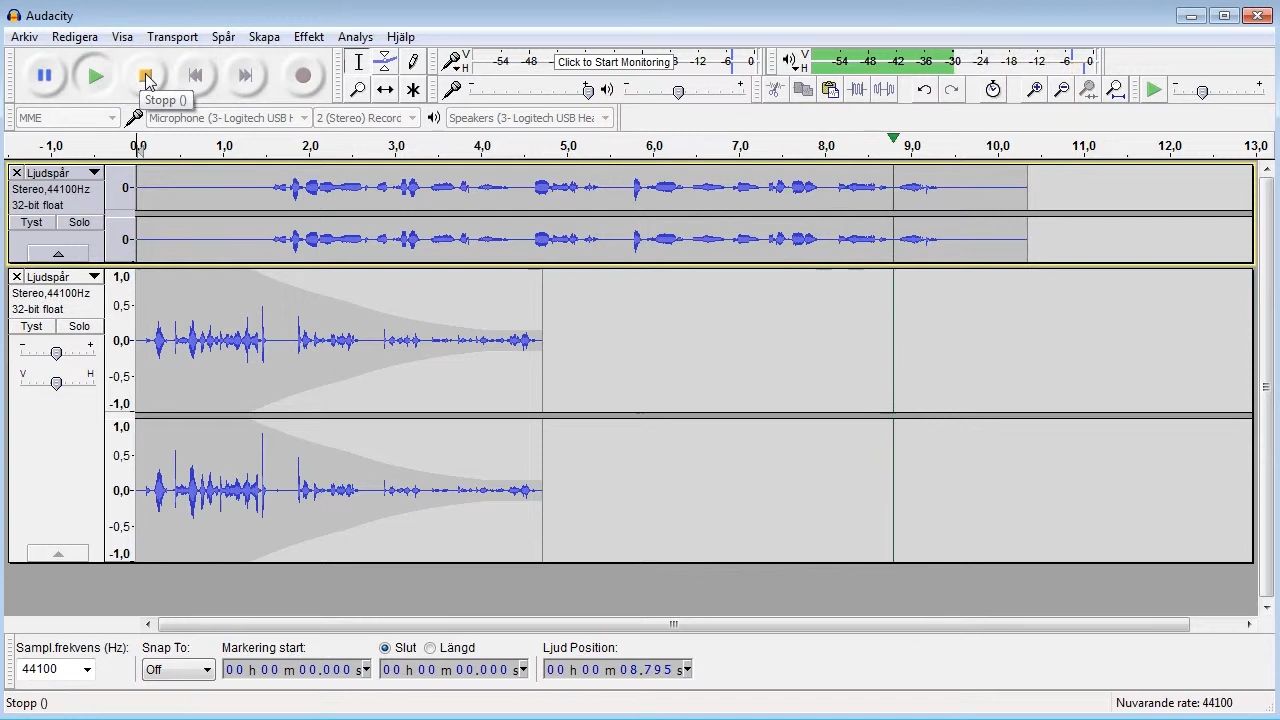 Audacity
Arkiv Redigera Visa Transport Spår Skapa Effekt Analys Hjälp
V H -54 -48 Click to Start Monitoring -12 -6 0
V H -54 -48 -42 -36 -30 -24 -18 -12 -6 0
Stopp ()
MME Microphone (3- Logitech USB H 2 (Stereo) Recorc Speakers (3- Logitech USB Hea
-1,0 0,0 1,0 2,0 3,0 4,0 5,0 6,0 7,0 8,0 9,0 10,0 11,0 12,0 13,0
Ljudspår
Stereo,44100Hz
32-bit float
Tyst Solo
0-
0-
Ljudspår
Stereo,44100Hz
32-bit float
Tyst Solo
- +
V H
1,0
0,5-
0,0-
-0,5-
-1,0
1,0
0,5-
0,0-
-0,5-
-1,0
Sampl.frekvens (Hz): Snap To: Markering start: Slut Längd Ljud Position:
44100 Off 00 h 00 m 00.000 s 00 h 00 m 00.000 s 00 h 00 m 08.795 s
Stopp () Nuvarande rate: 44100